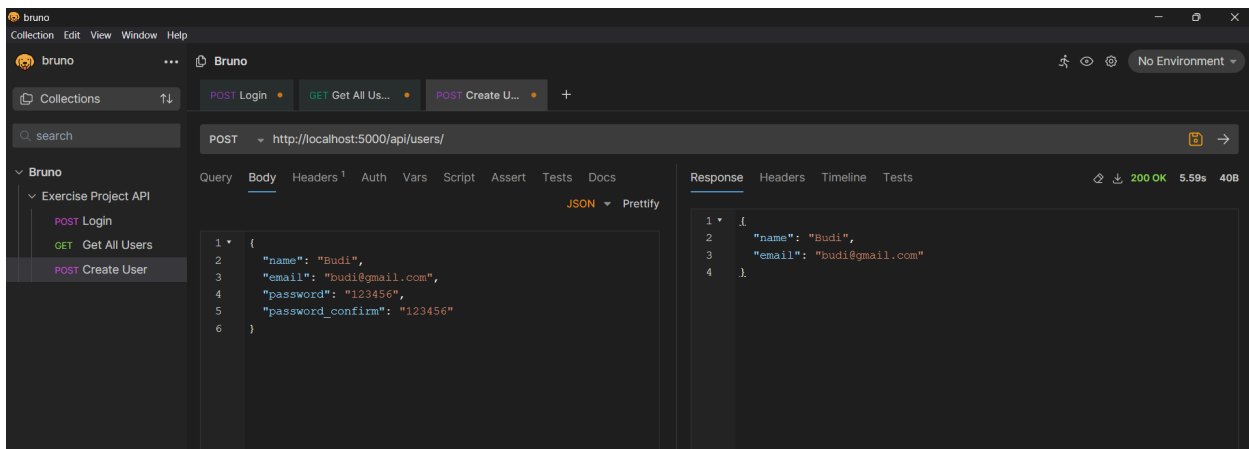 bruno
Collection Edit View Window Help
bruno
Bruno
No Environment
Collections
POST Login
GET Get All Us...
POST Create U...
+
search
POST http://localhost:5000/api/users/
Bruno
Exercise Project API
POST Login
GET Get All Users
POST Create User
Query Body Headers 1 Auth Vars Script Assert Tests Docs
JSON Prettify
1 {
2 "name": "Budi",
3 "email": "budi@gmail.com",
4 "password": "123456",
5 "password_confirm": "123456"
6 }
Response Headers Timeline Tests
200 OK 5.59s 40B
1 {
2 "name": "Budi",
3 "email": "budi@gmail.com"
4 }